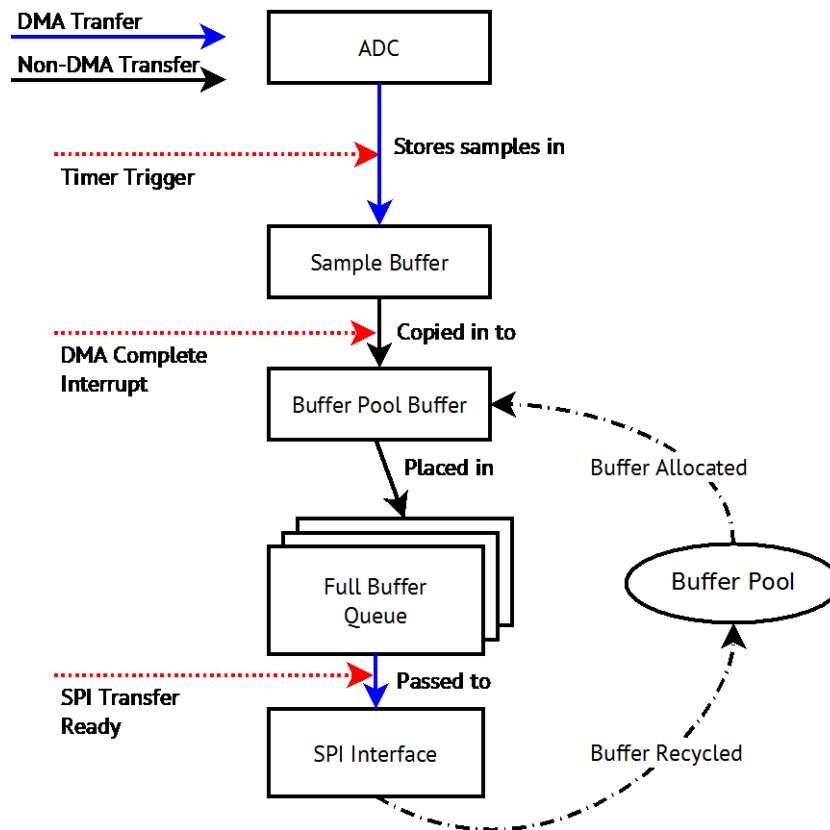 DMA Tranfer
Non-DMA Transfer
ADC
Stores samples in
Timer Trigger
Sample Buffer
Copied in to
DMA Complete
Interrupt
Buffer Pool Buffer
Placed in
Buffer Allocated
Full Buffer
Queue
Buffer Pool
Passed to
SPI Transfer
Ready
SPI Interface
Buffer Recycled